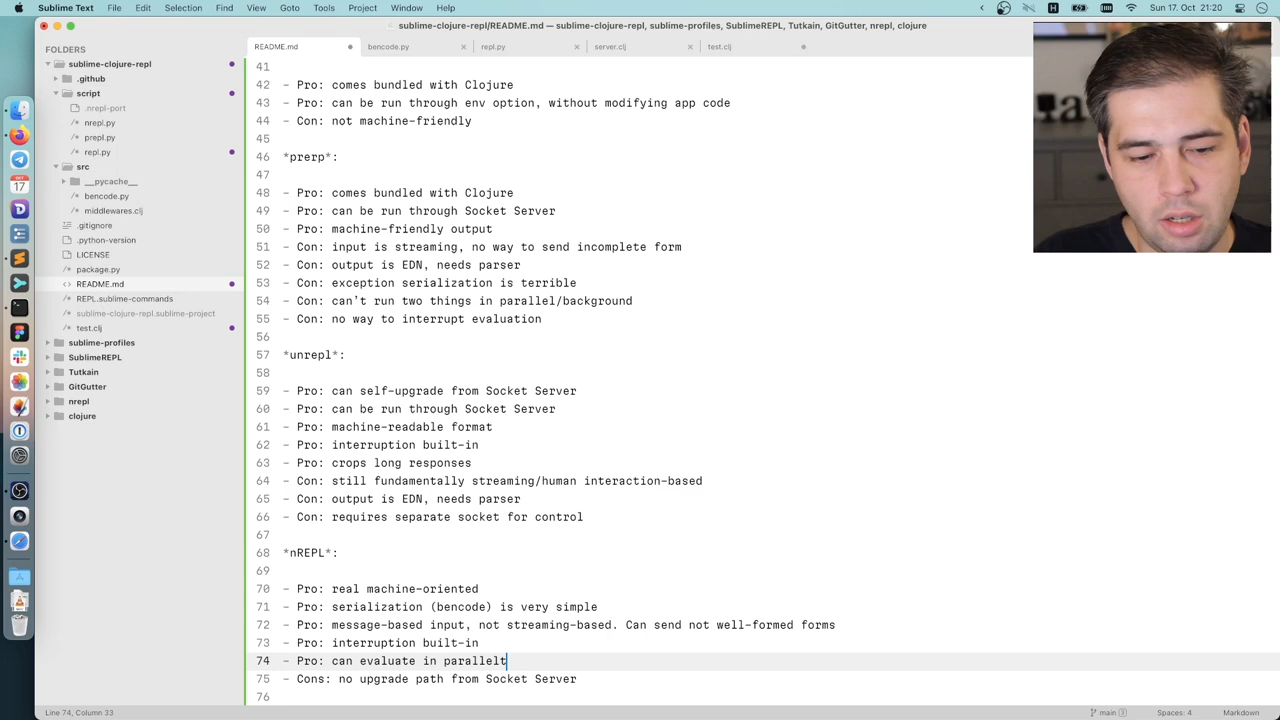 Sublime Text File Edit Selection Find View Goto Tools Project Window Help
Sun 17. Oct 21:20
sublime-clojure-repl/README.md — sublime-clojure-repl, sublime-profiles, SublimeREPL, Tutkain, GitGutter, nrepl, clojure
FOLDERS
sublime-clojure-repl
.github
script
.nrepl-port
nrepl.py
prepl.py
repl.py
src
__pycache__
bencode.py
middlewares.clj
.gitignore
.python-version
LICENSE
package.py
README.md
REPL.sublime-commands
sublime-clojure-repl.sublime-project
test.clj
sublime-profiles
SublimeREPL
Tutkain
GitGutter
nrepl
clojure
OCT
17
README.md bencode.py repl.py server.clj test.clj
41
42 - Pro: comes bundled with Clojure
43 - Pro: can be run through env option, without modifying app code
44 - Con: not machine-friendly
45
46 *prerp*:
47
48 - Pro: comes bundled with Clojure
49 - Pro: can be run through Socket Server
50 - Pro: machine-friendly output
51 - Con: input is streaming, no way to send incomplete form
52 - Con: output is EDN, needs parser
53 - Con: exception serialization is terrible
54 - Con: can’t run two things in parallel/background
55 - Con: no way to interrupt evaluation
56
57 *unrepl*:
58
59 - Pro: can self-upgrade from Socket Server
60 - Pro: can be run through Socket Server
61 - Pro: machine-readable format
62 - Pro: interruption built-in
63 - Pro: crops long responses
64 - Con: still fundamentally streaming/human interaction-based
65 - Con: output is EDN, needs parser
66 - Con: requires separate socket for control
67
68 *nREPL*:
69
70 - Pro: real machine-oriented
71 - Pro: serialization (bencode) is very simple
72 - Pro: message-based input, not streaming-based. Can send not well-formed forms
73 - Pro: interruption built-in
74 - Pro: can evaluate in parallelt
75 - Cons: no upgrade path from Socket Server
76
Line 74, Column 33
main 3 Spaces: 4 Markdown